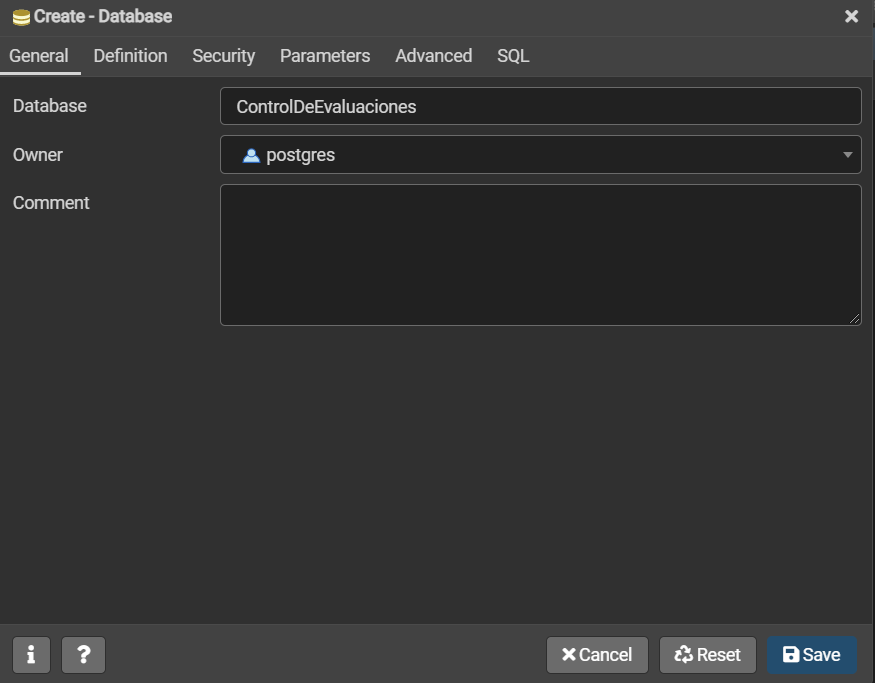 Create - Database
General Definition Security Parameters Advanced SQL
Database ControlDeEvaluaciones
Owner postgres
Comment
i ? Cancel Reset Save